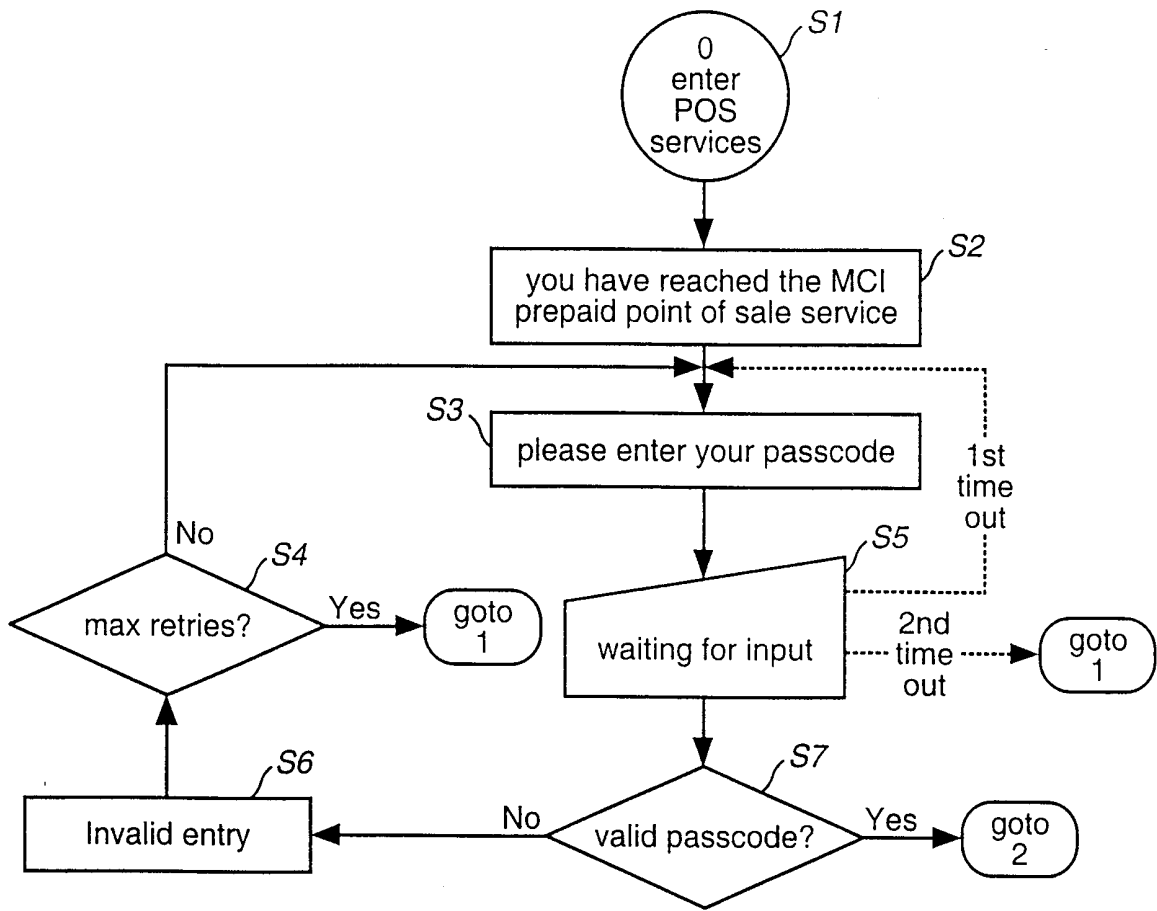 S1
0
enter
POS
services
S2
you have reached the MCI
prepaid point of sale service
S3
please enter your passcode
1st
time
out
No
S4
max retries?
Yes
goto
1
S5
waiting for input
2nd
time
out
goto
1
S6
Invalid entry
No
S7
valid passcode?
Yes
goto
2